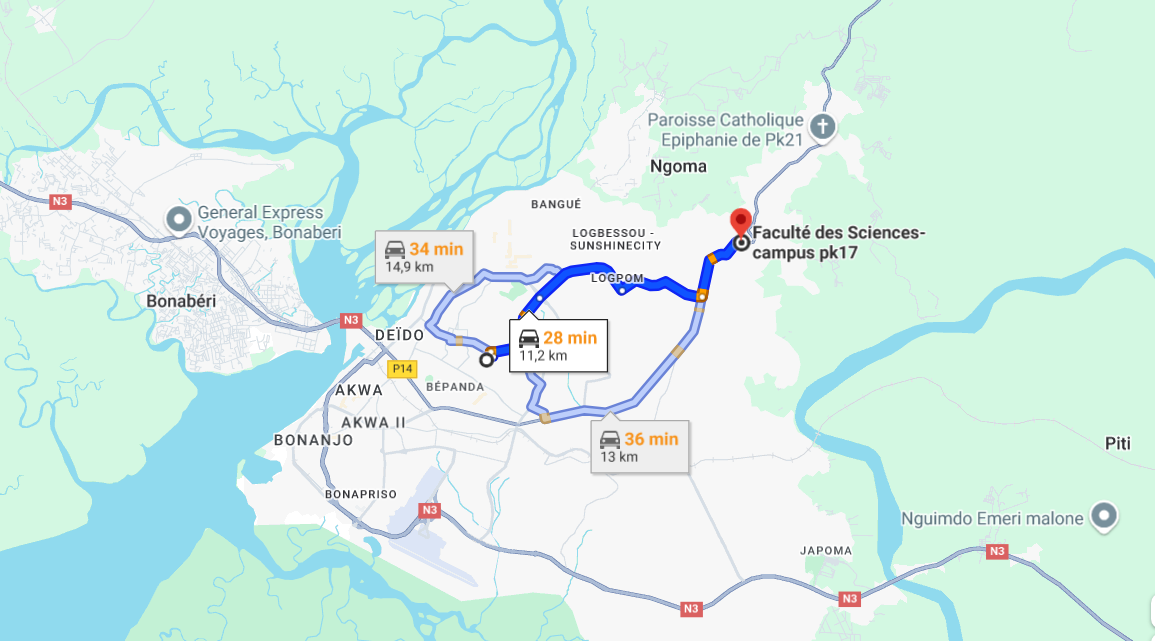 Paroisse Catholique
Epiphanie de Pk21
Ngoma
N3
BANGUÉ
General Express
Voyages, Bonaberi
LOGBESSOU -
SUNSHINECITY
Faculté des Sciences-
campus pk17
34 min
14,9 km
LOGPOM
Bonabéri
N3
DEÏDO
28 min
11,2 km
P14
BÉPANDA
AKWA
AKWA II
BONANJO
36 min
13 km
Piti
BONAPRISO
N3
Nguimdo Emeri malone
JAPOMA
N3
N3
N3